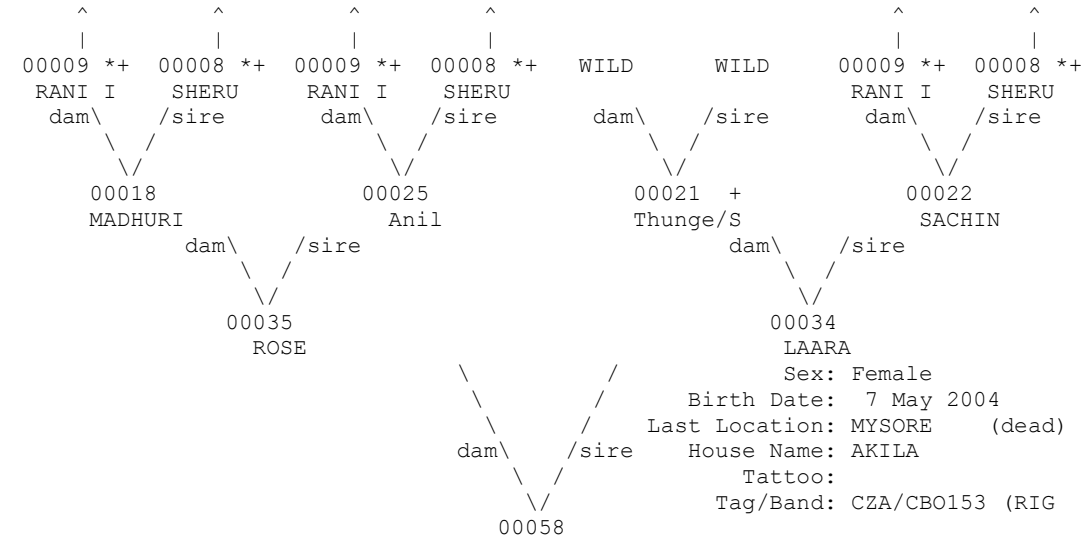 ^ ^ ^ ^ ^ ^
| | | | | |
00009 *+ 00008 *+ 00009 *+ 00008 *+ WILD WILD 00009 *+ 00008 *+
RANI I SHERU RANI I SHERU RANI I SHERU
dam\ /sire dam\ /sire dam\ /sire dam\ /sire
\ / \ / \ / \ /
\/ \/ \/ \/
00018 00025 00021 + 00022
MADHURI Anil Thunge/S SACHIN
dam\ /sire dam\ /sire
\ / \ /
\/ \/
00035 00034
ROSE LAARA
\ / Sex: Female
\ / Birth Date: 7 May 2004
\ / Last Location: MYSORE (dead)
dam\ /sire House Name: AKILA
\ / Tattoo:
\/ Tag/Band: CZA/CBO153 (RIG
00058